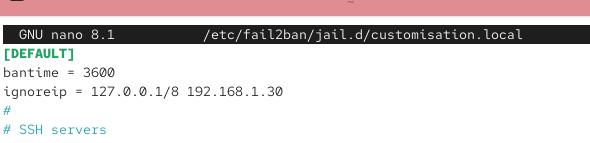 GNU nano 8.1 /etc/fail2ban/jail.d/customisation.local
[DEFAULT]
bantime = 3600
ignoreip = 127.0.0.1/8 192.168.1.30
#
# SSH servers